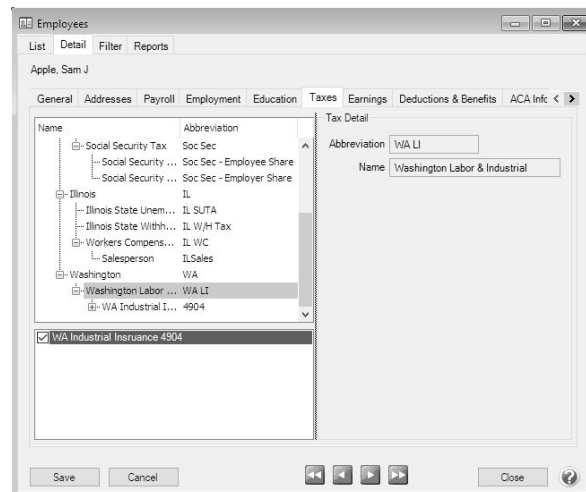 Employees
List Detail Filter Reports
Apple, Sam J
General Addresses Payroll Employment Education Taxes Earnings Deductions & Benefits ACA Infc
Name Abbreviation
Social Security Tax Soc Sec
Social Security ... Soc Sec - Employee Share
Social Security ... Soc Sec - Employer Share
Illinois IL
Illinois State Unem... IL SUTA
Illinois State Withh... IL W/H Tax
Workers Compens... IL WC
Salesperson ILSales
Washington WA
Washington Labor ... WA LI
WA Industrial I... 4904
WA Industrial Insruance 4904
Tax Detail
Abbreviation WA LI
Name Washington Labor & Industrial
Save Cancel Close ?